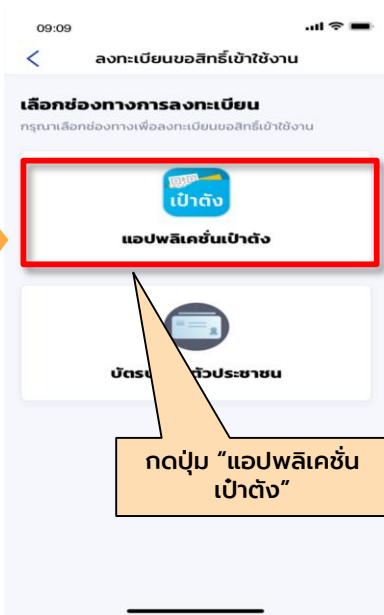 09:09
ลงทะเบียนขอสิทธิ์เข้าใช้งาน
เลือกช่องทางการลงทะเบียน
กรุณาเลือกช่องทางเพื่อลงทะเบียนขอสิทธิ์เข้าใช้งาน
เป๋าตัง
แอปพลิเคชั่นเป๋าตัง
ตัวประชาชน
กดปุ่ม “แอปพลิเคชั่น
เป๋าตัง”